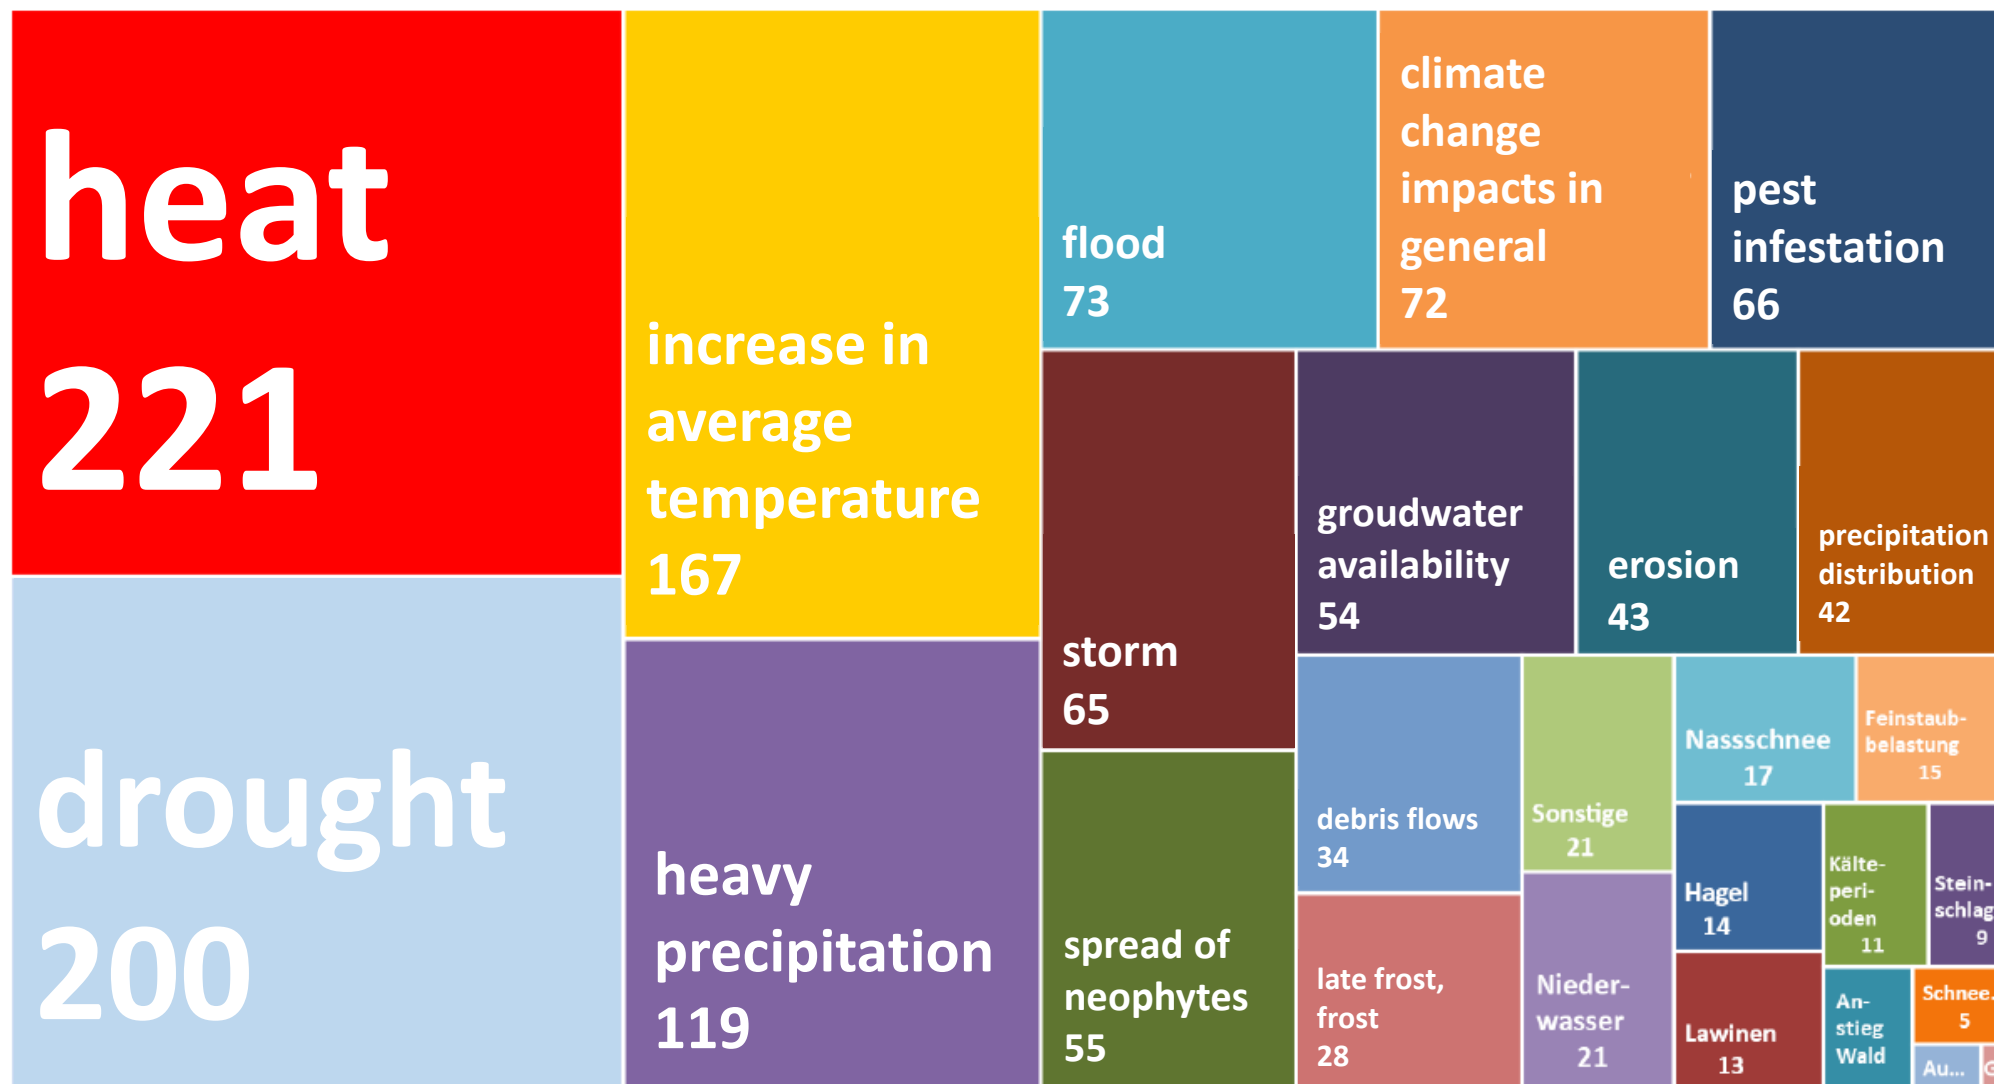 heat
221
drought
200
increase in
average
temperature
167
heavy
precipitation
119
flood
73
climate
change
impacts in
general
72
pest
infestation
66
storm
65
spread of
neophytes
55
groudwater
availability
54
erosion
43
precipitation
distribution
42
debris flows
34
late frost,
frost
28
Sonstige
21
Nieder-
wasser
21
Nassschnee
17
Feinstaub-
belastung
15
Hagel
14
Lawinen
13
Kälte-
peri-
oden
11
Stein-
schlag
9
An-
stieg
Wald
Schnee.
5
Au...